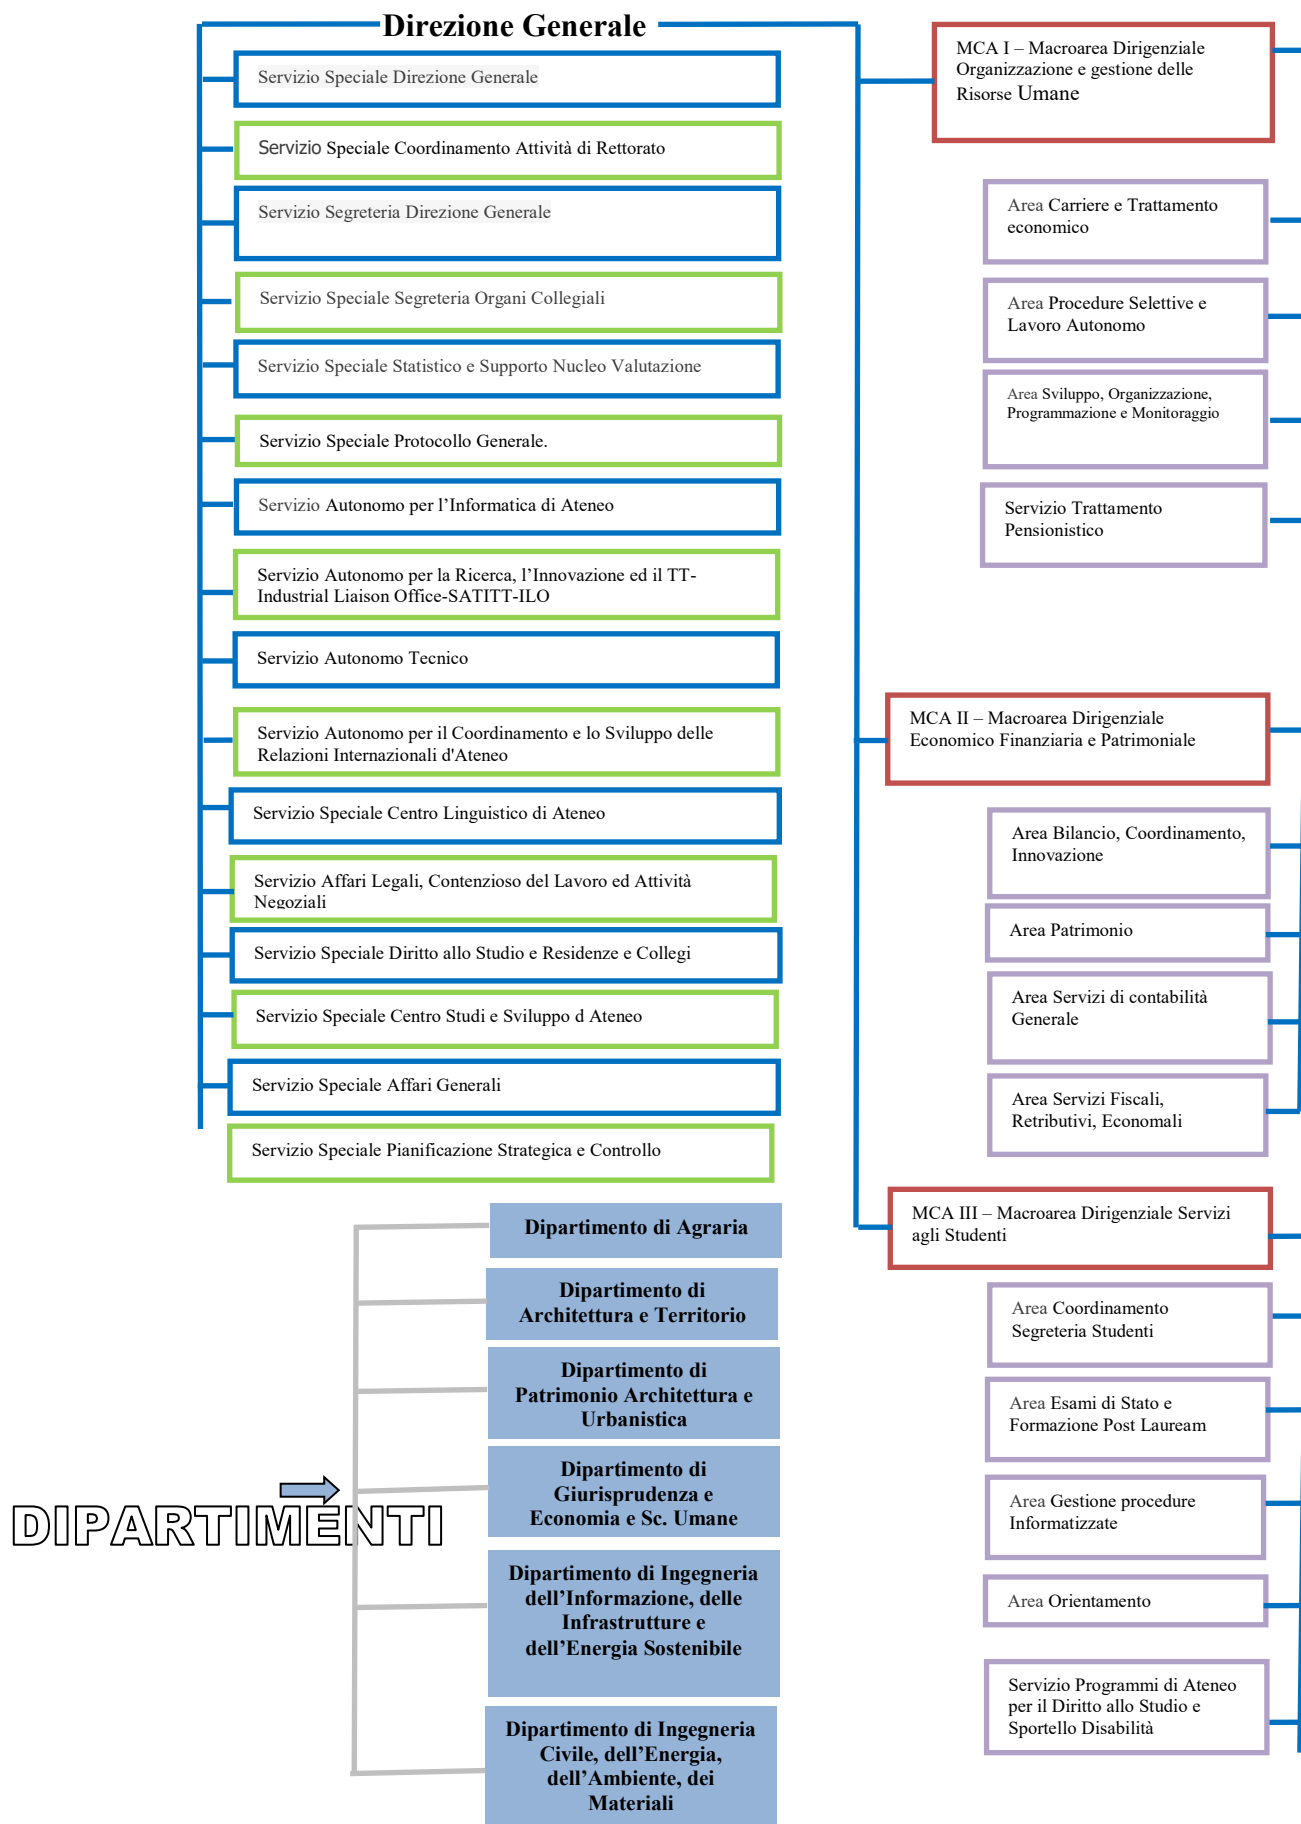 Direzione Generale
Servizio Speciale Direzione Generale
Servizio Speciale Coordinamento Attività di Rettorato
Servizio Segreteria Direzione Generale
Servizio Speciale Segreteria Organi Collegiali
Servizio Speciale Statistico e Supporto Nucleo Valutazione
Servizio Speciale Protocollo Generale.
Servizio Autonomo per l’Informatica di Ateneo
Servizio Autonomo per la Ricerca, l’Innovazione ed il TT-
Industrial Liaison Office-SATITT-ILO
Servizio Autonomo Tecnico
Servizio Autonomo per il Coordinamento e lo Sviluppo delle
Relazioni Internazionali d'Ateneo
Servizio Speciale Centro Linguistico di Ateneo
Servizio Affari Legali, Contenzioso del Lavoro ed Attività
Negoziali
Servizio Speciale Diritto allo Studio e Residenze e Collegi
Servizio Speciale Centro Studi e Sviluppo d Ateneo
Servizio Speciale Affari Generali
Servizio Speciale Pianificazione Strategica e Controllo
MCA I – Macroarea Dirigenziale
Organizzazione e gestione delle
Risorse Umane
Area Carriere e Trattamento
economico
Area Procedure Selettive e
Lavoro Autonomo
Area Sviluppo, Organizzazione,
Programmazione e Monitoraggio
Servizio Trattamento
Pensionistico
MCA II – Macroarea Dirigenziale
Economico Finanziaria e Patrimoniale
Area Bilancio, Coordinamento,
Innovazione
Area Patrimonio
Area Servizi di contabilità
Generale
Area Servizi Fiscali,
Retributivi, Economali
MCA III – Macroarea Dirigenziale Servizi
agli Studenti
Area Coordinamento
Segreteria Studenti
Area Esami di Stato e
Formazione Post Lauream
Area Gestione procedure
Informatizzate
Area Orientamento
Servizio Programmi di Ateneo
per il Diritto allo Studio e
Sportello Disabilità
DIPARTIMENTI
Dipartimento di Agraria
Dipartimento di
Architettura e Territorio
Dipartimento di
Patrimonio Architettura e
Urbanistica
Dipartimento di
Giurisprudenza e
Economia e Sc. Umane
Dipartimento di Ingegneria
dell’Informazione, delle
Infrastrutture e
dell’Energia Sostenibile
Dipartimento di Ingegneria
Civile, dell’Energia,
dell’Ambiente, dei
Materiali